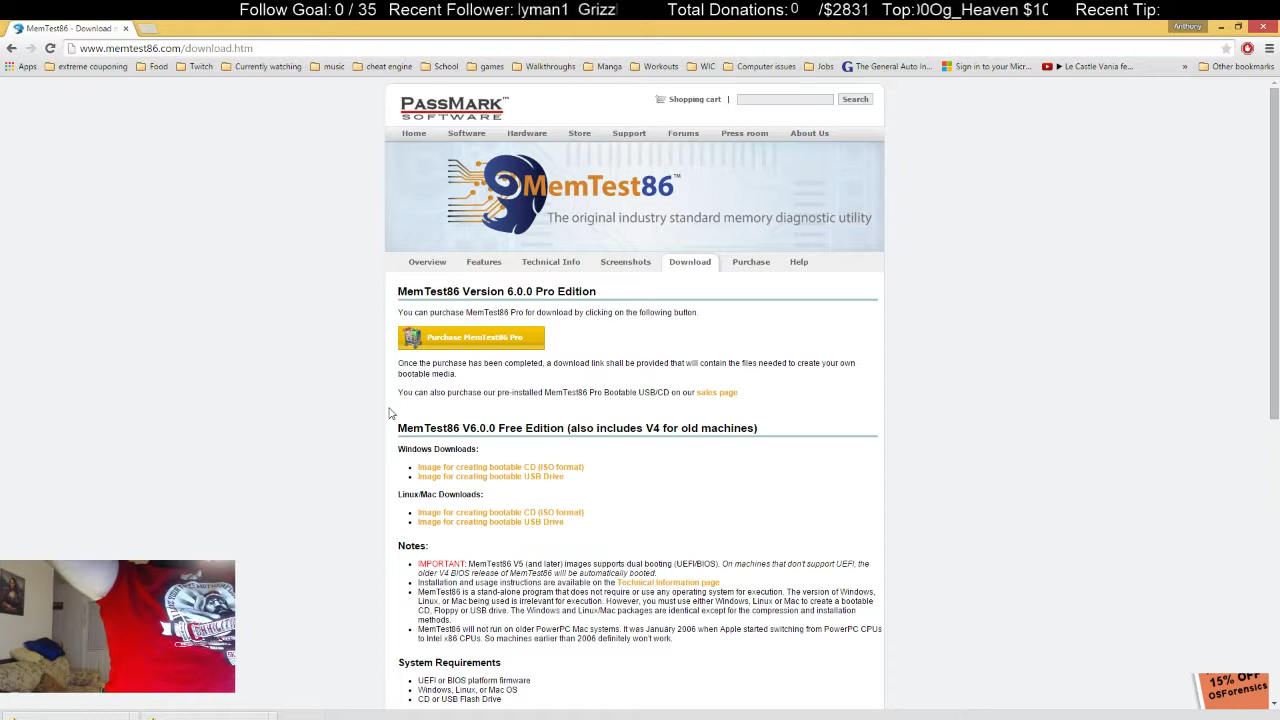 Follow Goal: 0 / 35 Recent Follower: lyman1 Grizzl Total Donations: 0 /$2831 Top: 00Og_Heaven $10 Recent Tip:
MemTest86 - Download
Anthony
www.memtest86.com/download.htm
Apps extreme couponing Food Twitch Currently watching music cheat engine School games Walkthroughs Manga Workouts WIC Computer issues Jobs The General Auto In... Sign in to your Micr... Le Castle Vania fe... » Other bookmarks
PASSMARK™
SOFTWARE
Shopping cart | Search
Home Software Hardware Store Support Forums Press room About Us
MemTest86™
The original industry standard memory diagnostic utility
Overview Features Technical Info Screenshots Download Purchase Help
MemTest86 Version 6.0.0 Pro Edition
You can purchase MemTest86 Pro for download by clicking on the following button.
Purchase MemTest86 Pro
Once the purchase has been completed, a download link shall be provided that will contain the files needed to create your own
bootable media.
You can also purchase our pre-installed MemTest86 Pro Bootable USB/CD on our sales page
MemTest86 V6.0.0 Free Edition (also includes V4 for old machines)
Windows Downloads:
Image for creating bootable CD (ISO format)
Image for creating bootable USB Drive
Linux/Mac Downloads:
Image for creating bootable CD (ISO format)
Image for creating bootable USB Drive
Notes:
IMPORTANT: MemTest86 V5 (and later) images supports dual booting (UEFI/BIOS). On machines that don't support UEFI, the
older V4 BIOS release of MemTest86 will be automatically booted.
Installation and usage instructions are available on the Technical Information page
MemTest86 is a stand-alone program that does not require or use any operating system for execution. The version of Windows,
Linux, or Mac being used is irrelevant for execution. However, you must use either Windows, Linux or Mac to create a bootable
CD, Floppy or USB drive. The Windows and Linux/Mac packages are identical except for the compression and installation
methods.
MemTest86 will not run on older PowerPC Mac systems. It was January 2006 when Apple started switching from PowerPC CPUs
to Intel x86 CPUs. So machines earlier than 2006 definitely won't work.
System Requirements
UEFI or BIOS platform firmware
Windows, Linux, or Mac OS
CD or USB Flash Drive
15% OFF
OSForensics